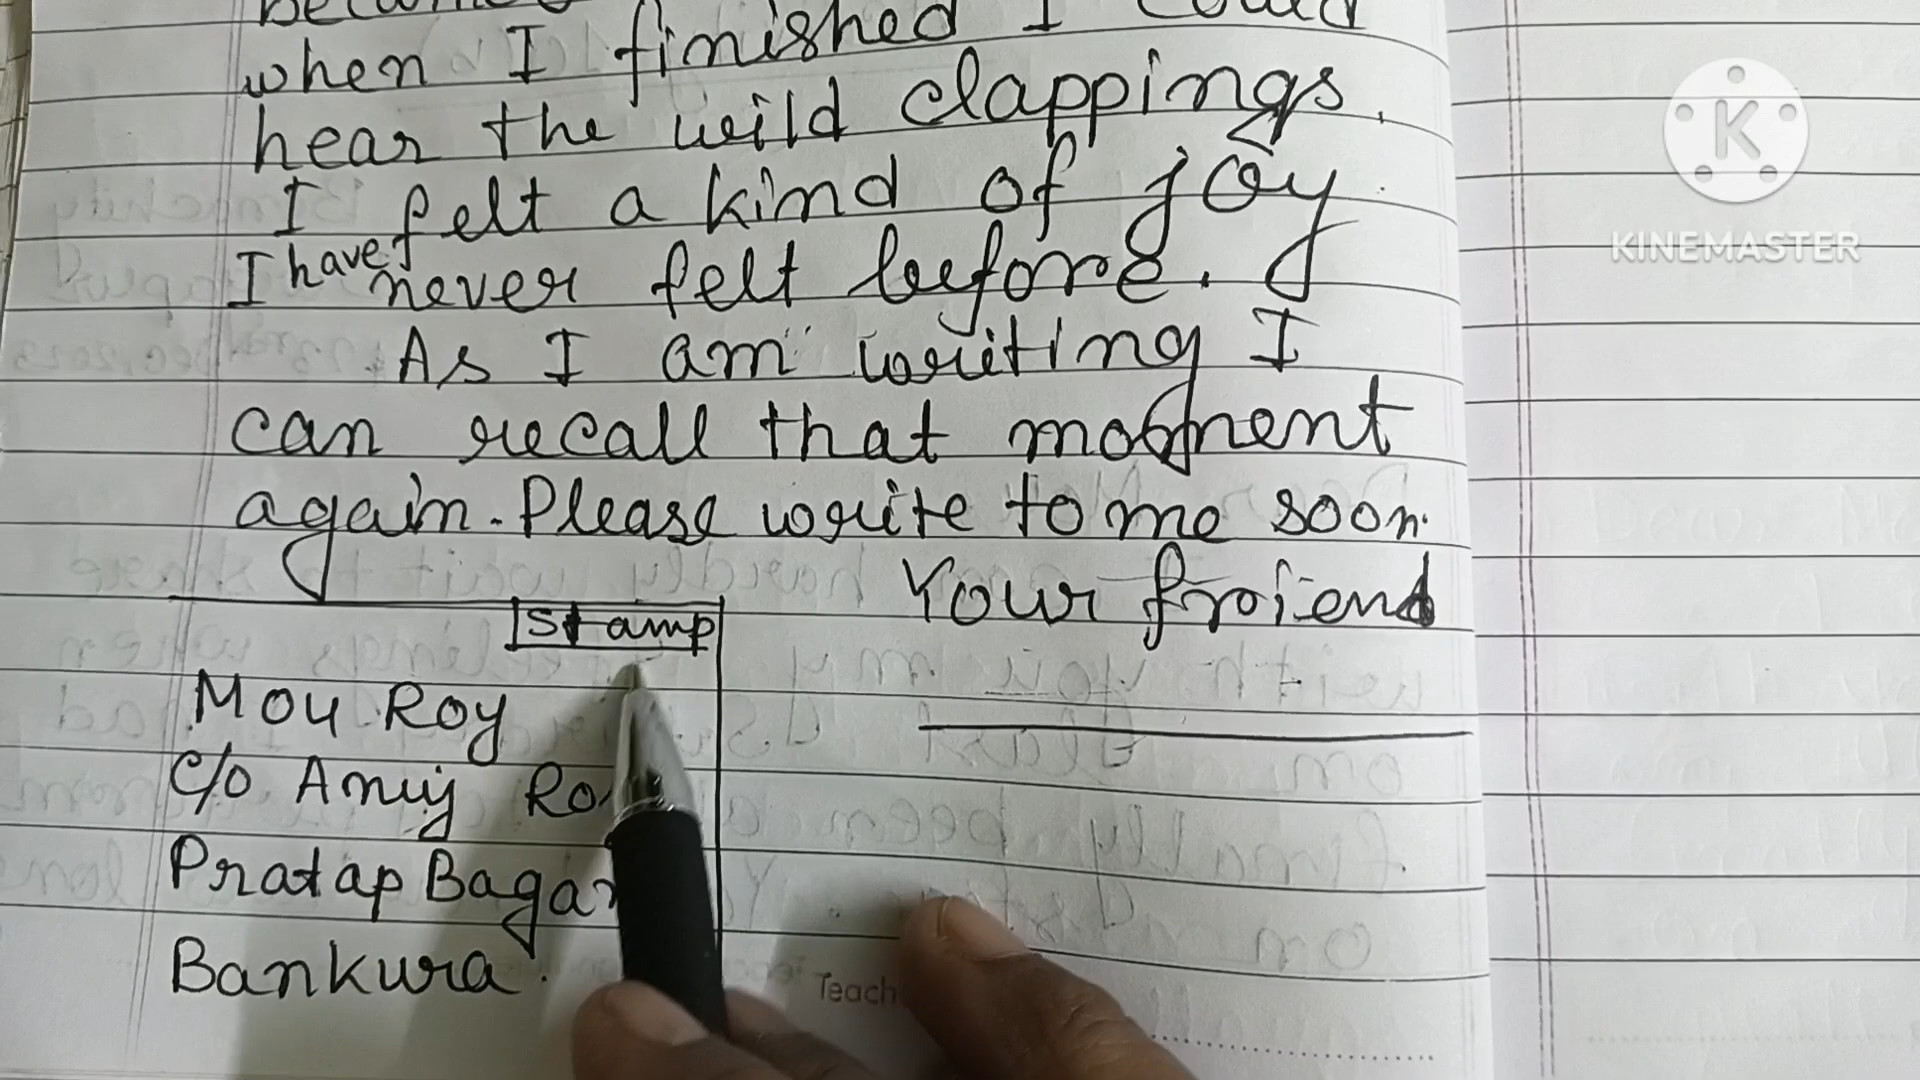 when I finished I could
hear the wild clappings.
I felt a kind of joy
I have never felt before.
As I am writing I
can recall that moment
again. Please write to me soon.
Your friend
Stamp
Mou Roy
C/o Anuj
Pratap Bagan
Bankura.
Teach
KINEMASTER